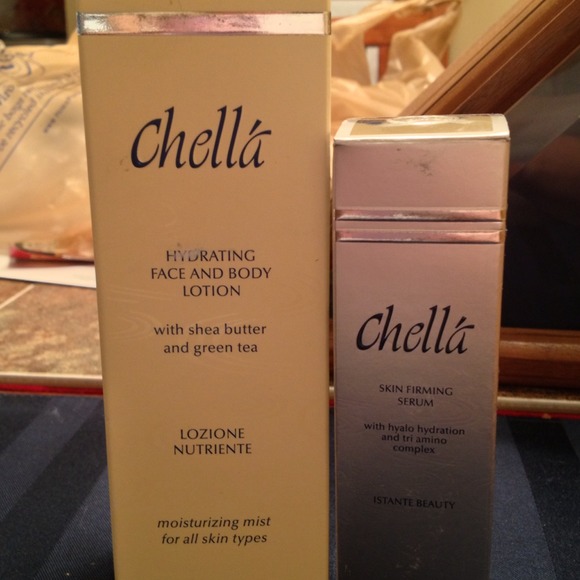 Chellá
HYDRATING
FACE AND BODY
LOTION
with shea butter
and green tea
LOZIONE
NUTRIENTE
moisturizing mist
for all skin types
Chellá
SKIN FIRMING
SERUM
with hyalo hydration
and tri amino
complex
ISTANTE BEAUTY